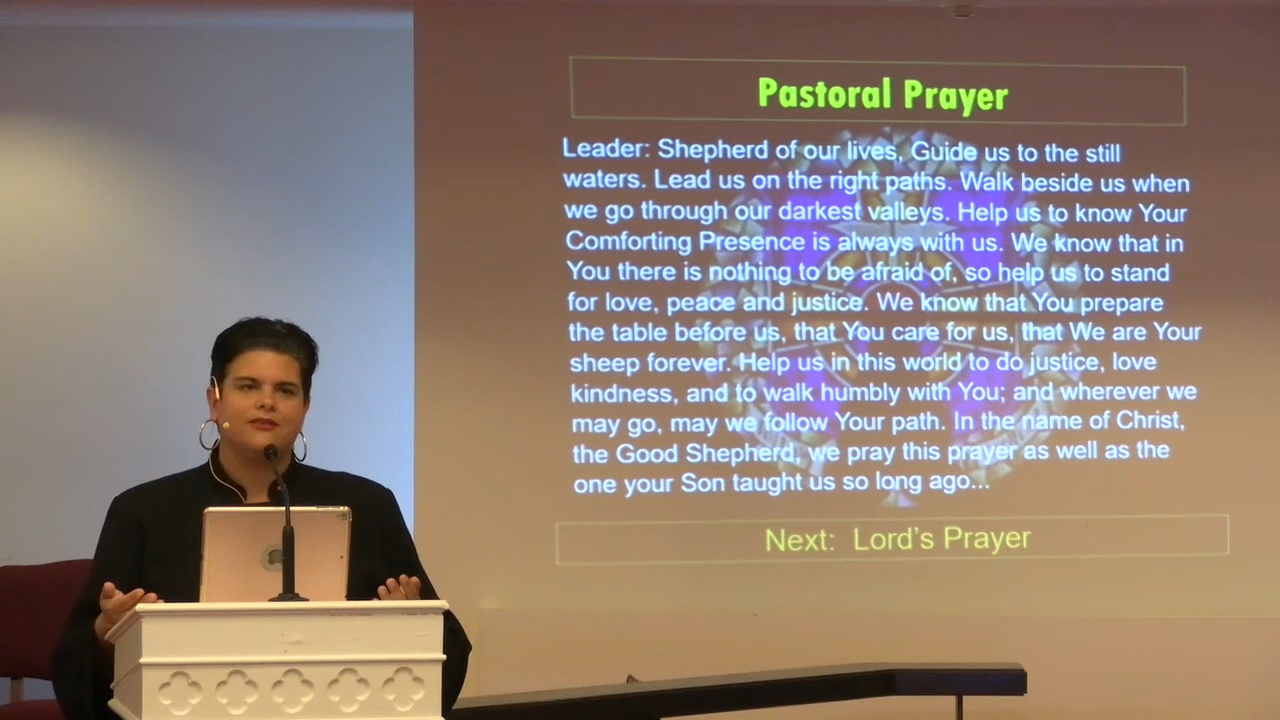 Pastoral Prayer
Leader: Shepherd of our lives, Guide us to the still
waters. Lead us on the right paths. Walk beside us when
we go through our darkest valleys. Help us to know Your
Comforting Presence is always with us. We know that in
You there is nothing to be afraid of, so help us to stand
for love, peace and justice. We know that You prepare
the table before us, that You care for us, that We are Your
sheep forever. Help us in this world to do justice, love
kindness, and to walk humbly with You; and wherever we
may go, may we follow Your path. In the name of Christ,
the Good Shepherd, we pray this prayer as well as the
one your Son taught us so long ago...
Next: Lord's Prayer